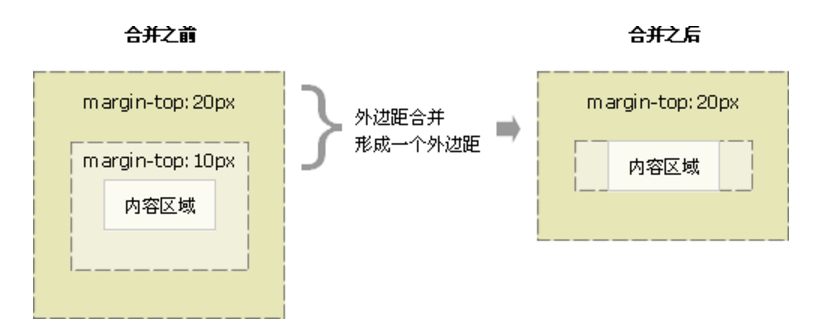 合并之前
合并之后
margin-top: 20px
margin-top: 10px
内容区域
外边距合并
形成一个外边距
margin-top: 20px
内容区域